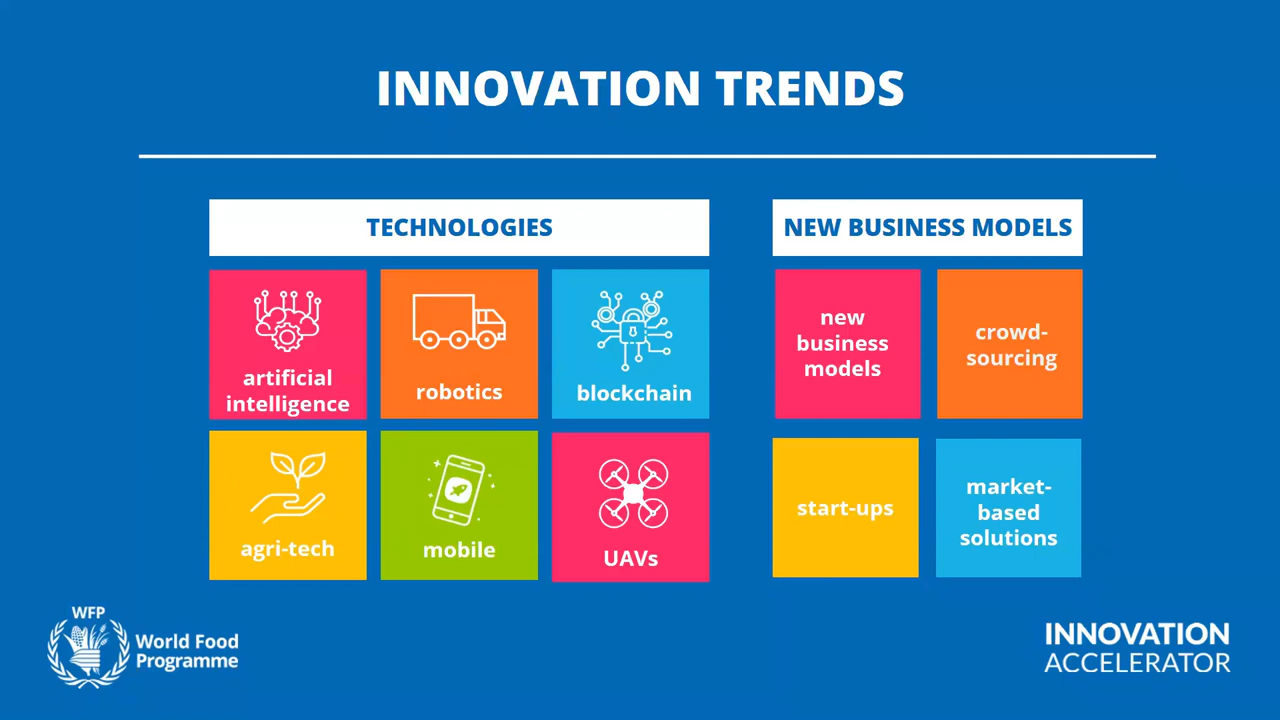 INNOVATION TRENDS
TECHNOLOGIES
artificial
intelligence
robotics
blockchain
agri-tech
mobile
UAVs
NEW BUSINESS MODELS
new
business
models
crowd-
sourcing
start-ups
market-
based
solutions
WFP
World Food
Programme
INNOVATION
ACCELERATOR